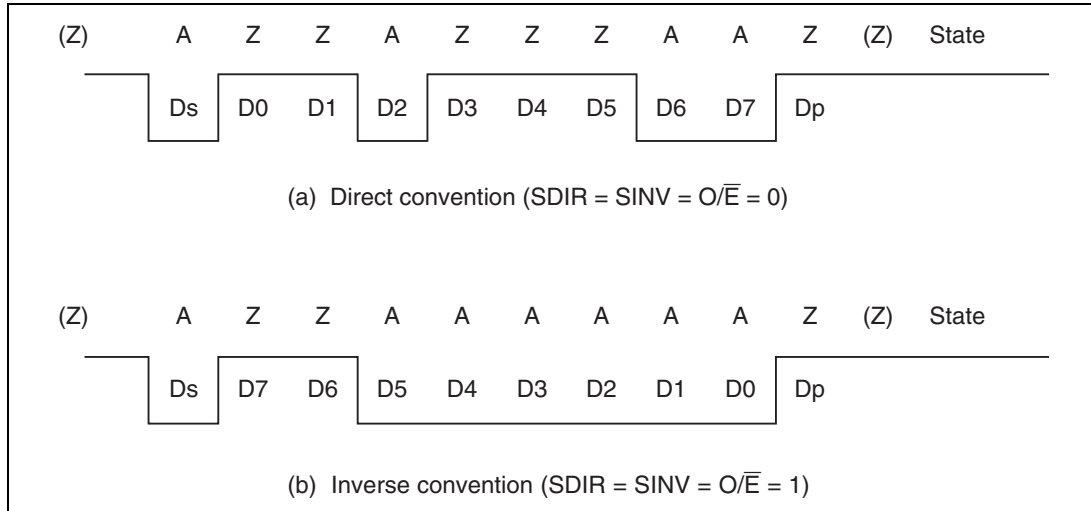 (Z) A Z Z A Z Z Z A A Z (Z) State
Ds D0 D1 D2 D3 D4 D5 D6 D7 Dp
(a) Direct convention (SDIR = SINV = O/E̅ = 0)
(Z) A Z Z A A A A A A Z (Z) State
Ds D7 D6 D5 D4 D3 D2 D1 D0 Dp
(b) Inverse convention (SDIR = SINV = O/E̅ = 1)